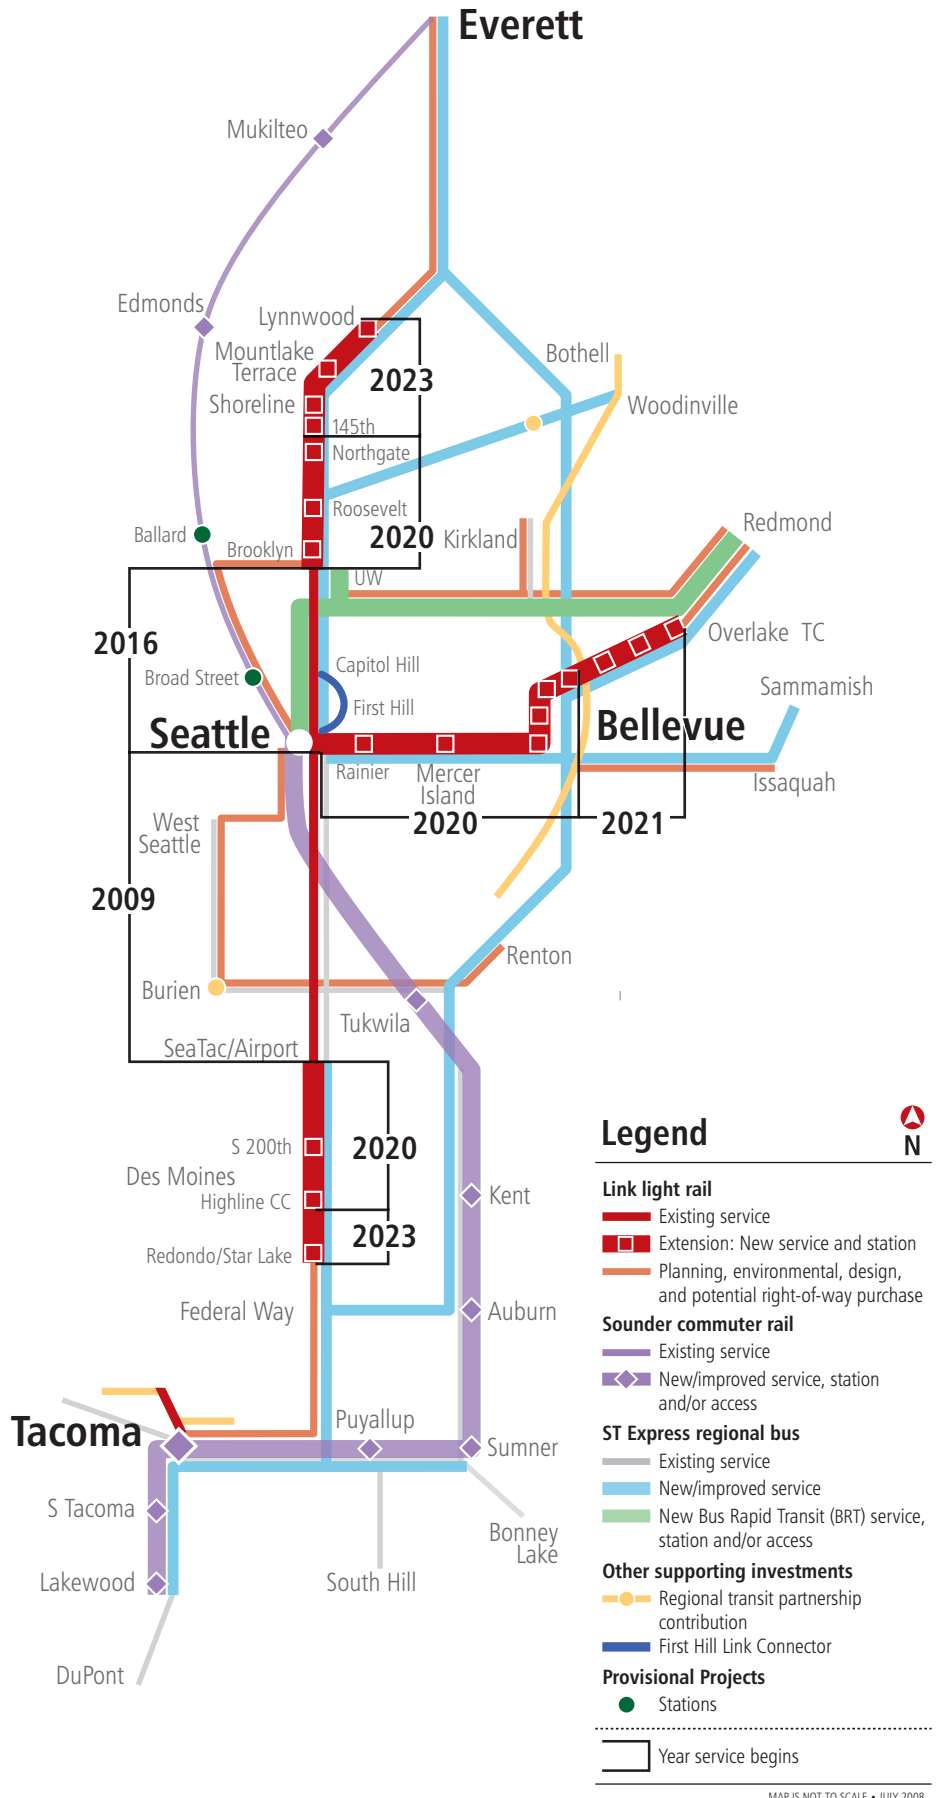 Everett
Mukilteo
Edmonds
Lynnwood
Mountlake
Terrace
2023
Shoreline
145th
Northgate
Bothell
Woodinville
Roosevelt
2020
Kirkland
Redmond
Ballard
Brooklyn
UW
2016
Overlake TC
Capitol Hill
Broad Street
Sammamish
First Hill
Seattle
Bellevue
Rainier
Mercer
Island
Issaquah
2020
2021
West
Seattle
2009
Renton
Burien
Tukwila
SeaTac/Airport
S 200th
2020
Des Moines
Highline CC
Kent
2023
Redondo/Star Lake
Federal Way
Auburn
Tacoma
Puyallup
Sumner
S Tacoma
Bonney
Lake
Lakewood
South Hill
DuPont
Legend
N
Link light rail
Existing service
Extension: New service and station
Planning, environmental, design,
and potential right-of-way purchase
Sounder commuter rail
Existing service
New/improved service, station
and/or access
ST Express regional bus
Existing service
New/improved service
New Bus Rapid Transit (BRT) service,
station and/or access
Other supporting investments
Regional transit partnership
contribution
First Hill Link Connector
Provisional Projects
Stations
Year service begins
MAP IS NOT TO SCALE • JULY 2008